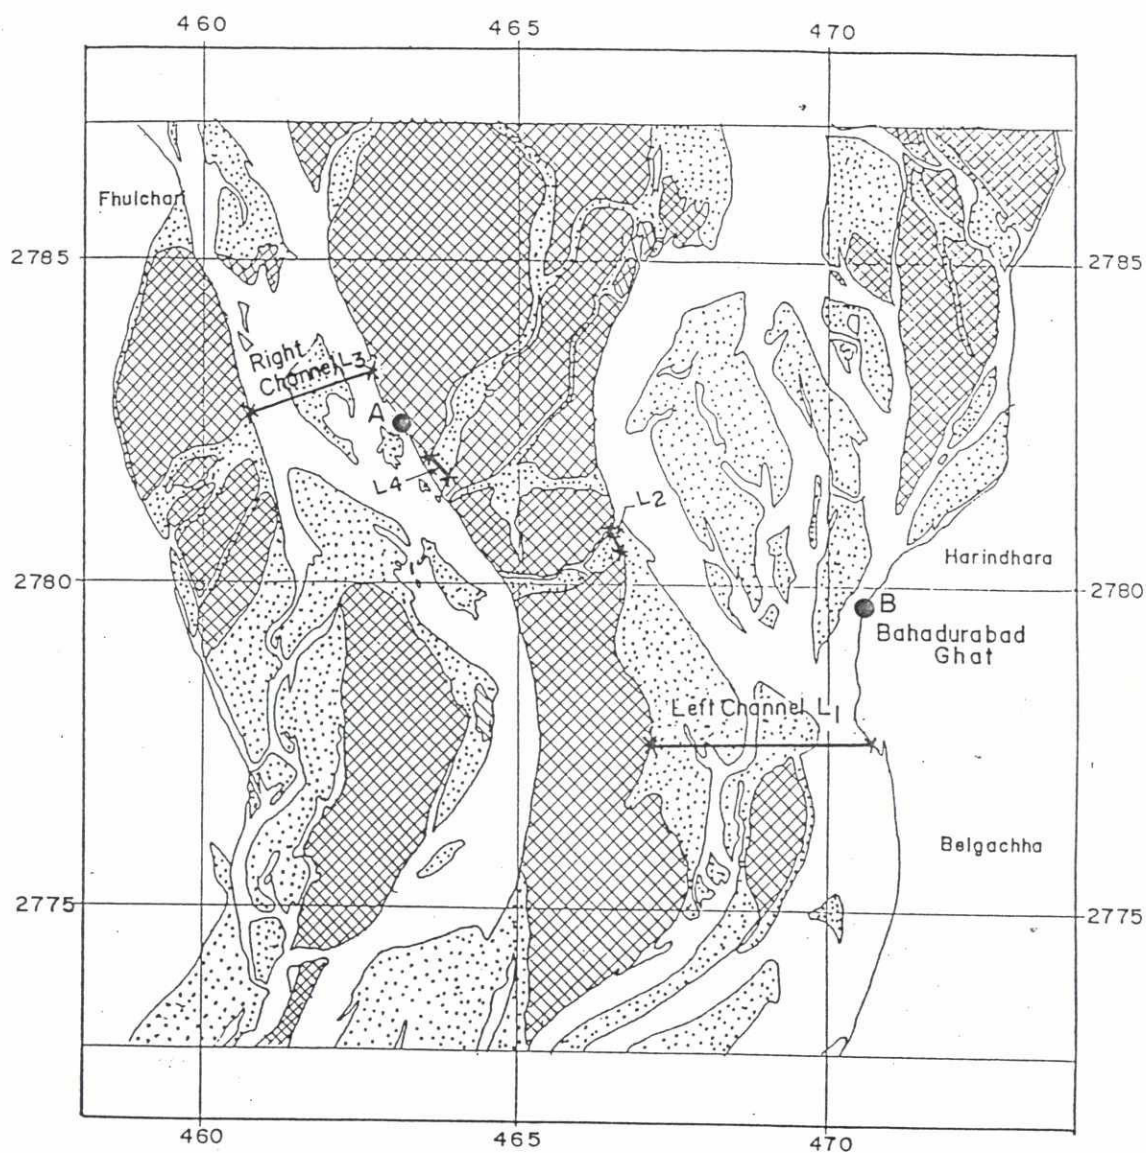 460 465 470
Fhulchari
2785 2785
Right
Channel L3
A
L4
L2
Harindhara
2780 2780
B
Bahadurabad
Ghat
Left Channel L1
Belgachha
2775 2775
460 465 470